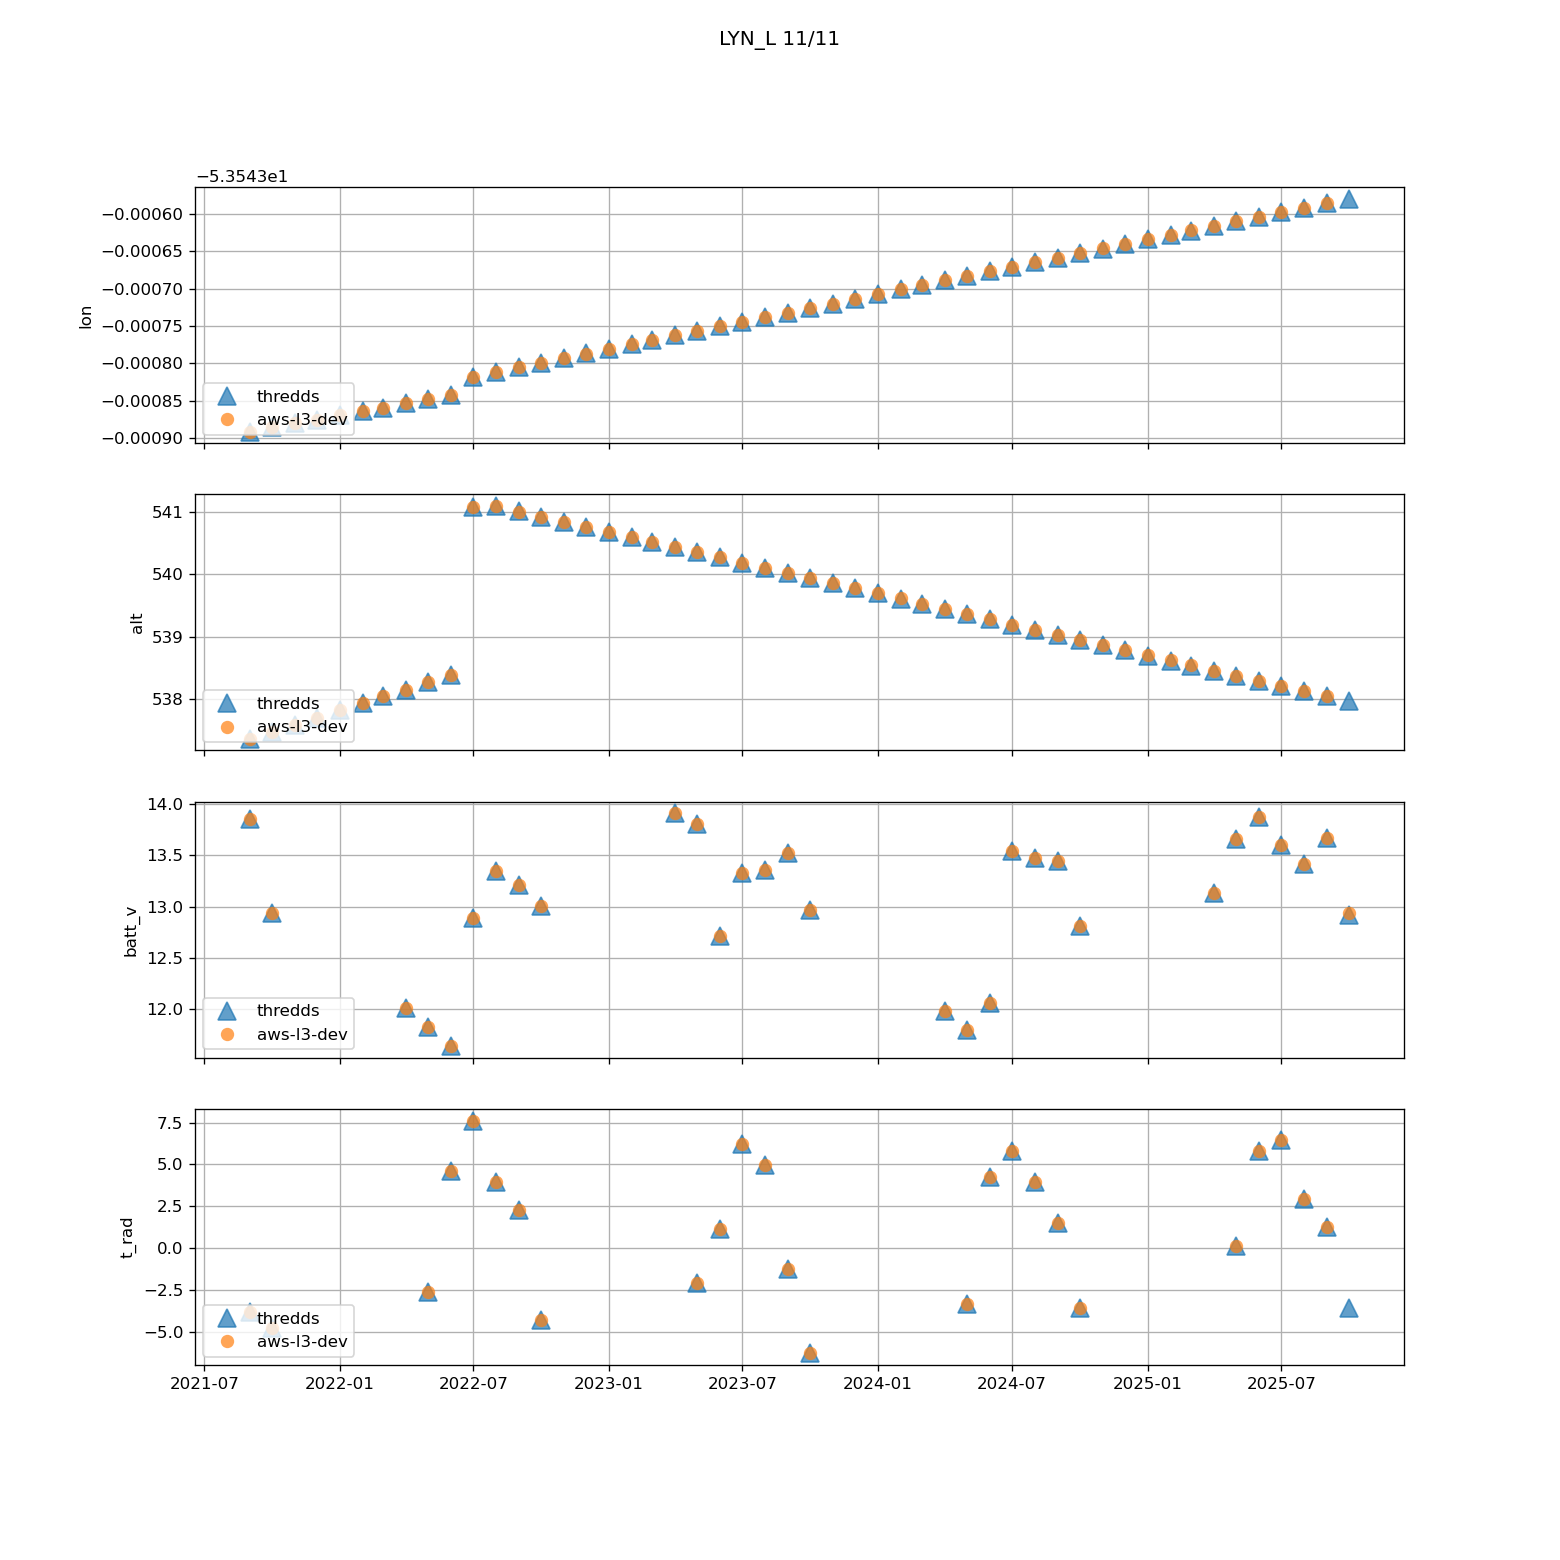 LYN_L 11/11
−5.3543e1
−0.00060
−0.00065
−0.00070
−0.00075
−0.00080
−0.00085
−0.00090
lon
thredds
aws-l3-dev
541
540
539
538
alt
thredds
aws-l3-dev
14.0
13.5
13.0
12.5
12.0
batt_v
thredds
aws-l3-dev
7.5
5.0
2.5
0.0
−2.5
−5.0
t_rad
thredds
aws-l3-dev
2021-07 2022-01 2022-07 2023-01 2023-07 2024-01 2024-07 2025-01 2025-07